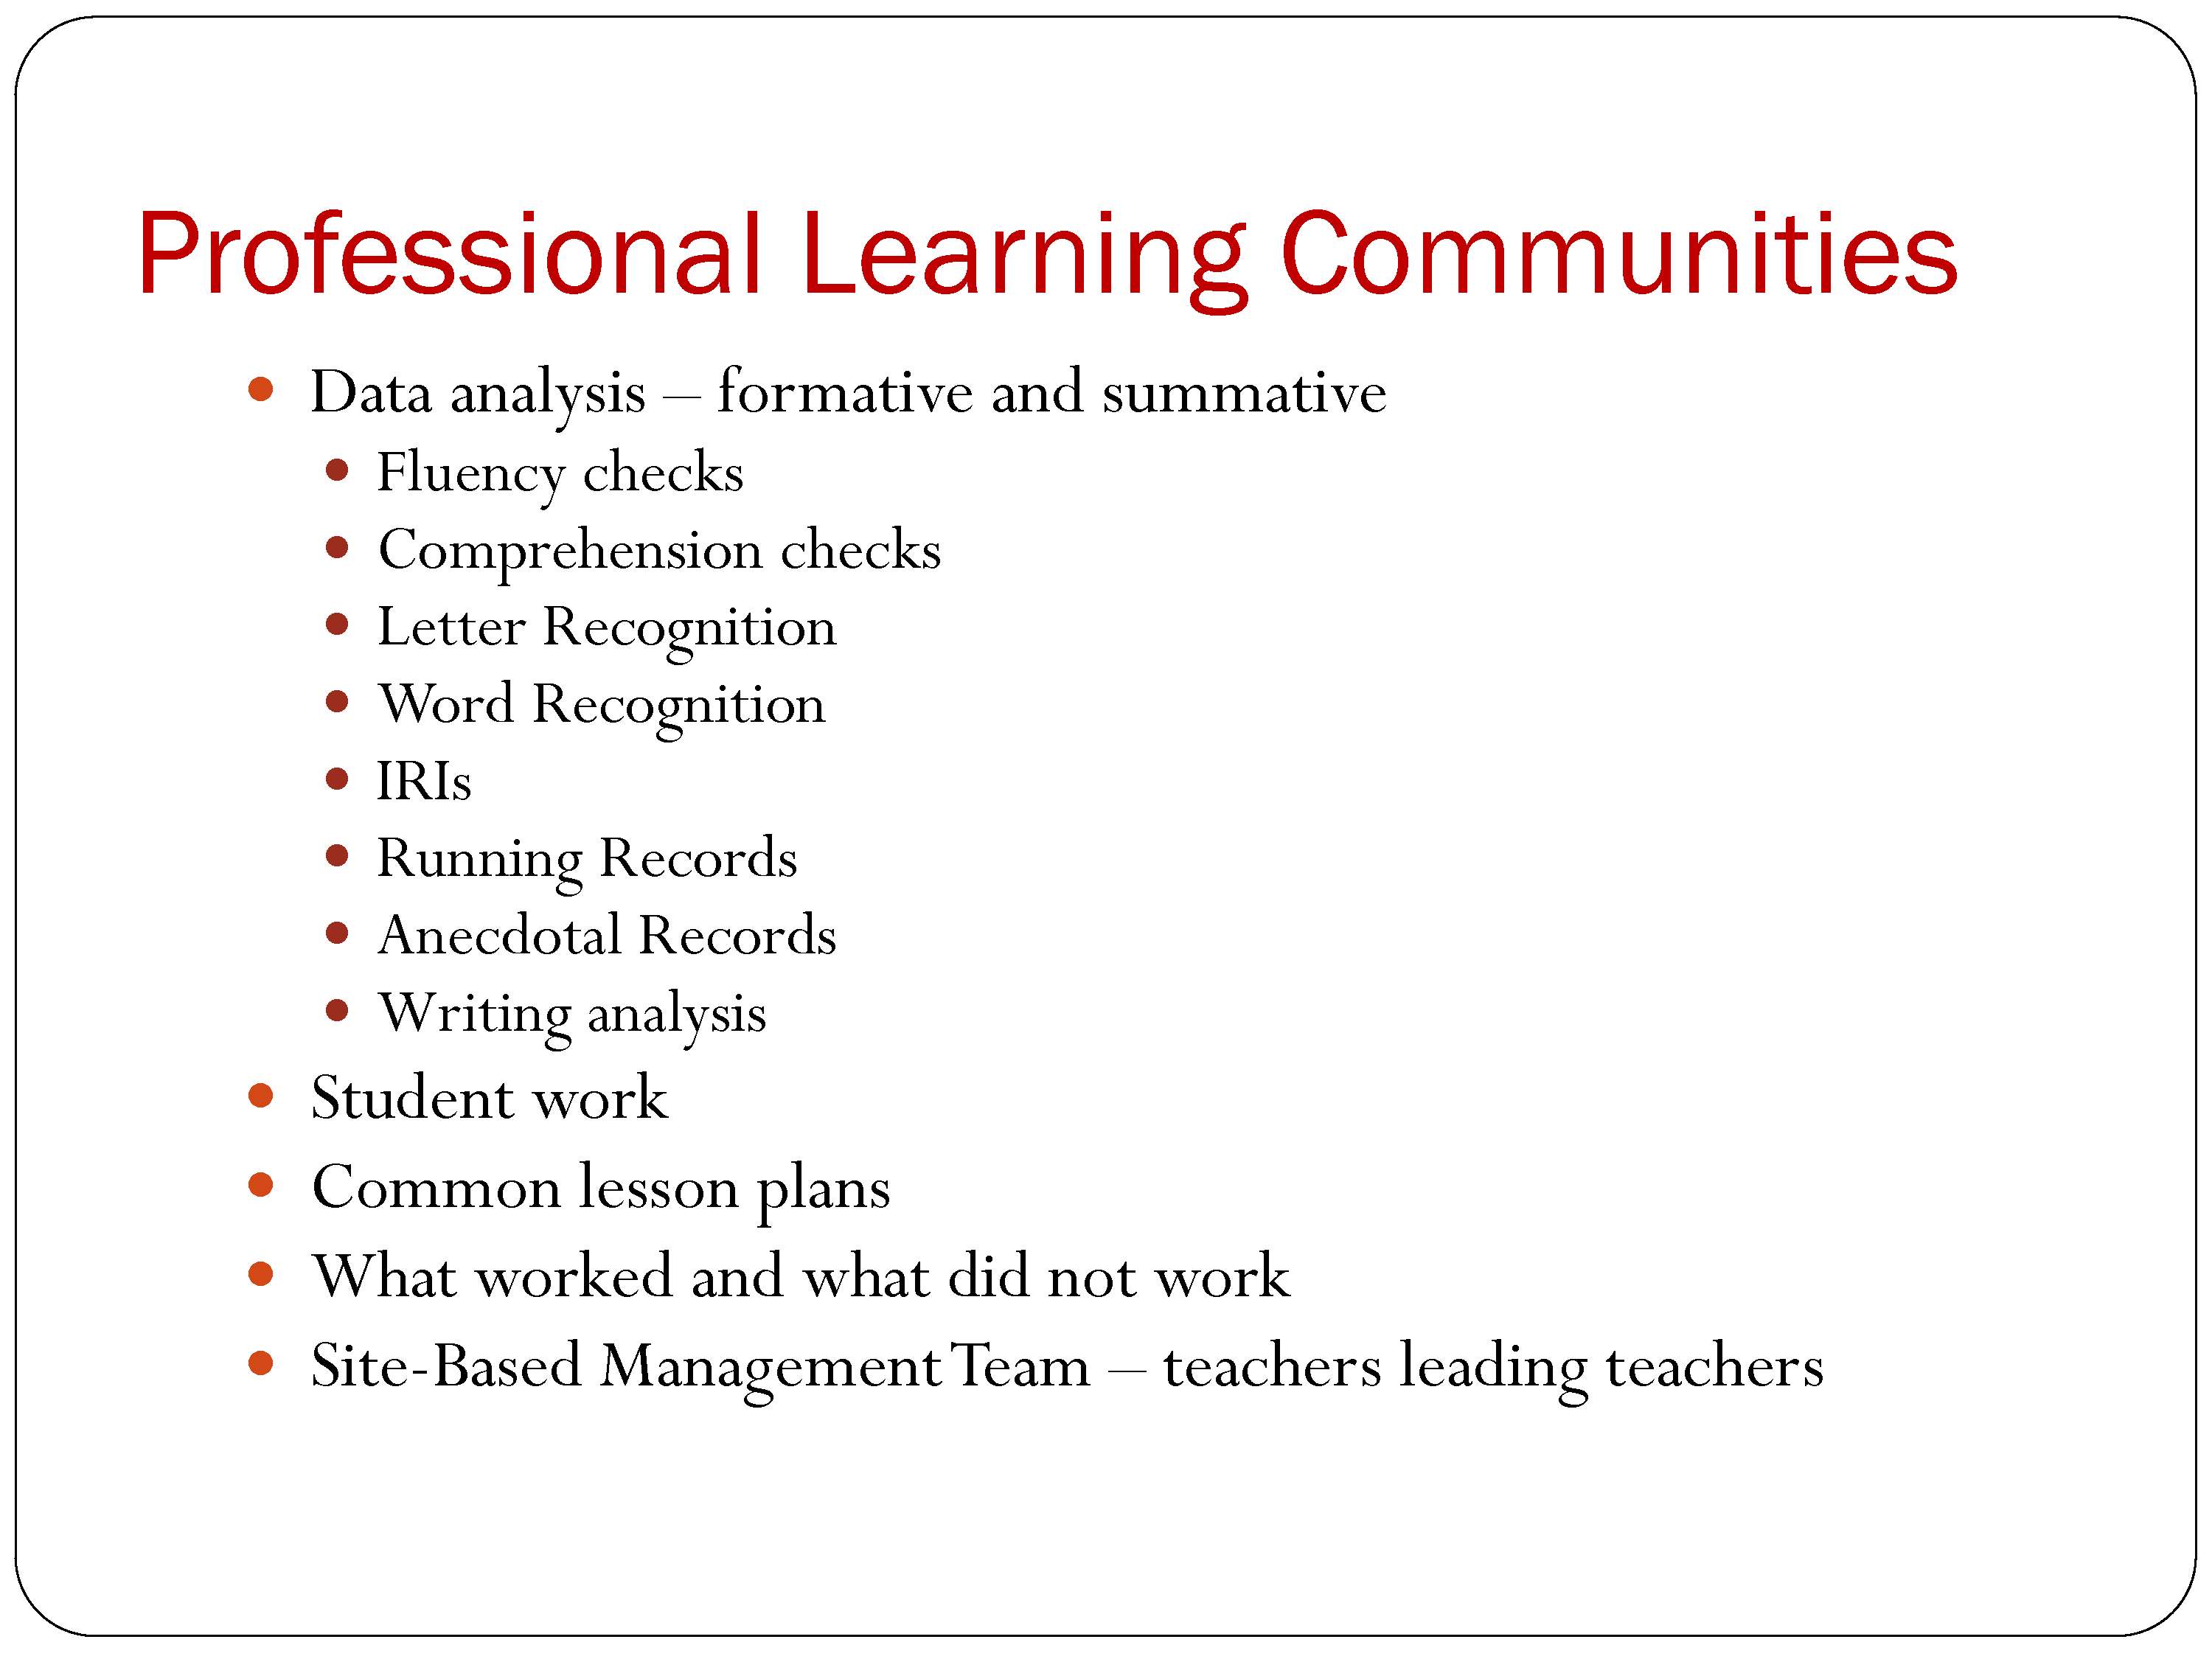 Professional Learning Communities
• Data analysis – formative and summative
• Fluency checks
• Comprehension checks
• Letter Recognition
• Word Recognition
• IRIs
• Running Records
• Anecdotal Records
• Writing analysis
• Student work
• Common lesson plans
• What worked and what did not work
• Site-Based Management Team – teachers leading teachers